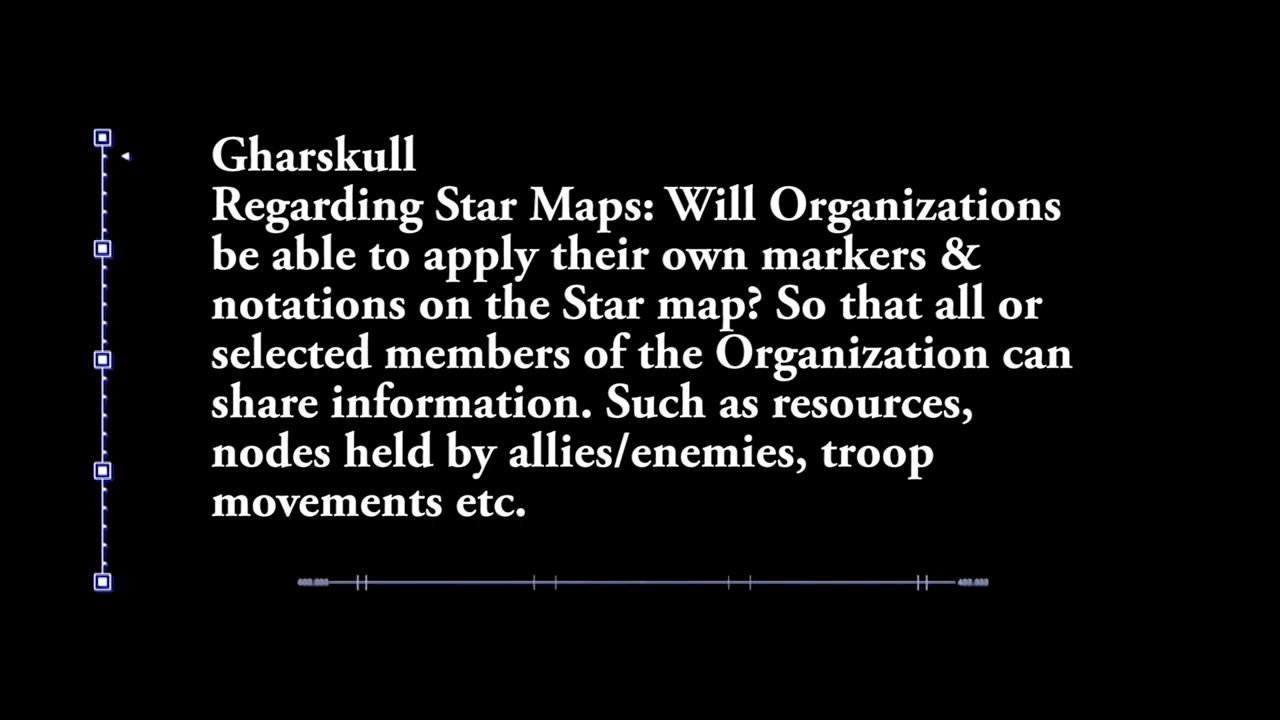 Gharskull
Regarding Star Maps: Will Organizations
be able to apply their own markers &
notations on the Star map? So that all or
selected members of the Organization can
share information. Such as resources,
nodes held by allies/enemies, troop
movements etc.